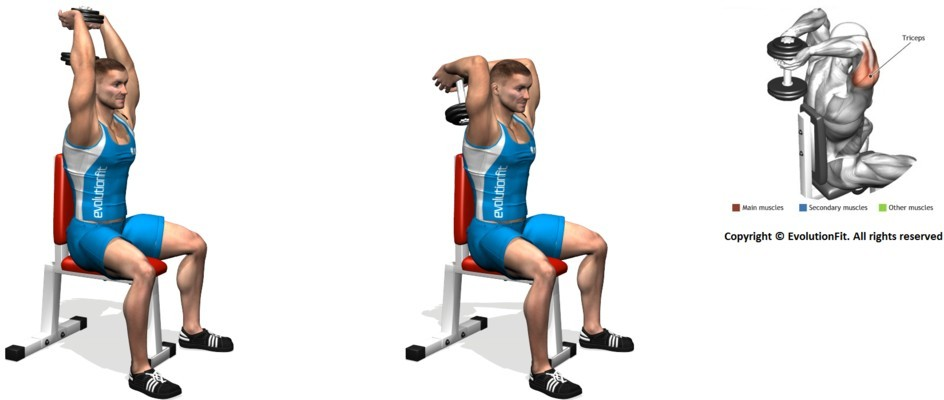 evolutionfit
evolutionfit
Triceps
Main muscles
Secondary muscles
Other muscles
Copyright © EvolutionFit. All rights reserved